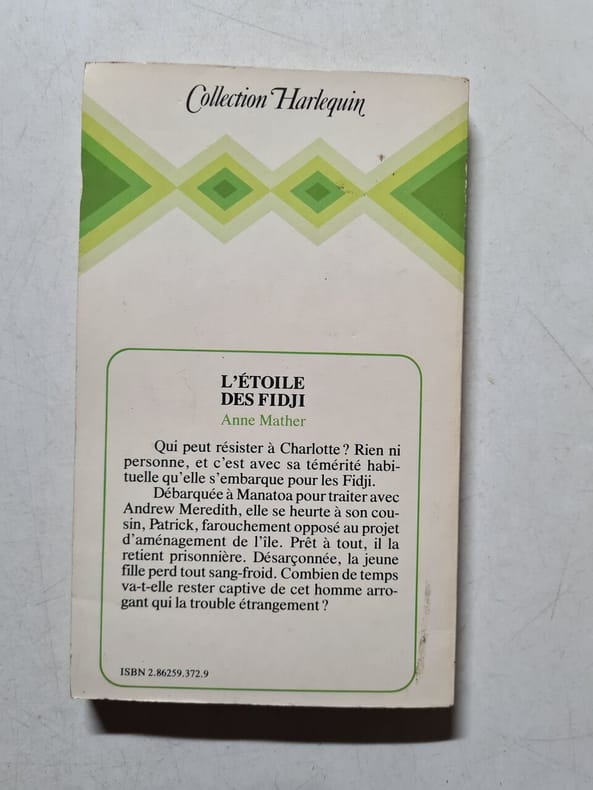 Collection Harlequin
L'ÉTOILE
DES FIDJI
Anne Mather
Qui peut résister à Charlotte ? Rien ni
personne, et c'est avec sa témérité habi-
tuelle qu'elle s'embarque pour les Fidji.
Débarquée à Manatoa pour traiter avec
Andrew Meredith, elle se heurte à son cou-
sin, Patrick, farouchement opposé au projet
d'aménagement de l'île. Prêt à tout, il la
retient prisonnière. Désarçonnée, la jeune
fille perd tout sang-froid. Combien de temps
va-t-elle rester captive de cet homme arro-
gant qui la trouble étrangement ?
ISBN 2.86259.372.9